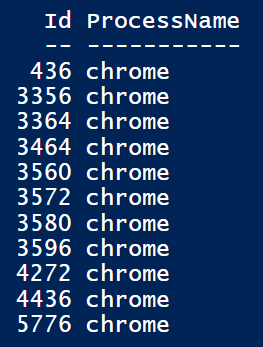 Id ProcessName
-- -----------
436 chrome
3356 chrome
3364 chrome
3464 chrome
3560 chrome
3572 chrome
3580 chrome
3596 chrome
4272 chrome
4436 chrome
5776 chrome